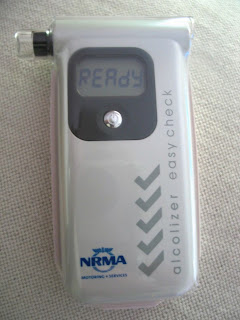 REAdy
alcolizer easy check
NRMA
MOTORING + SERVICES